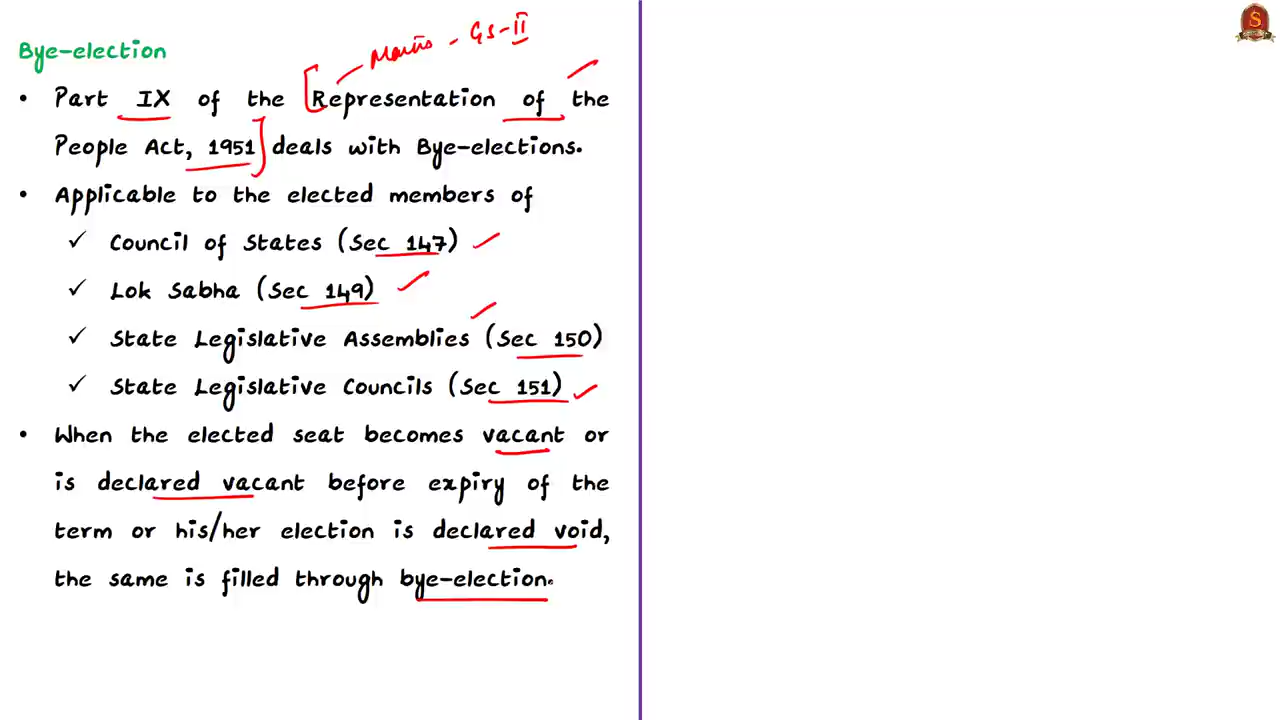 Mains - GS-II
Bye-election
• Part IX of the [Representation of the
People Act, 1951] deals with Bye-elections.
• Applicable to the elected members of
✓ Council of States (Sec 147)
✓ Lok Sabha (Sec 149)
✓ State Legislative Assemblies (Sec 150)
✓ State Legislative Councils (Sec 151)
• When the elected seat becomes vacant or
is declared vacant before expiry of the
term or his/her election is declared void,
the same is filled through bye-election.
S